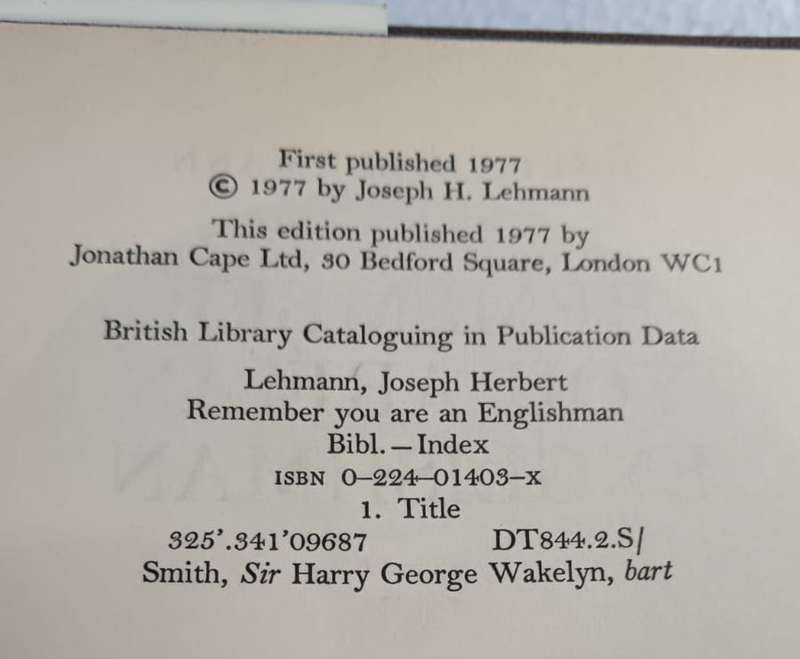 First published 1977
© 1977 by Joseph H. Lehmann
This edition published 1977 by
Jonathan Cape Ltd, 30 Bedford Square, London WC1
British Library Cataloguing in Publication Data
Lehmann, Joseph Herbert
Remember you are an Englishman
Bibl. — Index
ISBN 0–224–01403–X
1. Title
325'.341'09687 DT844.2.S/
Smith, Sir Harry George Wakelyn, bart